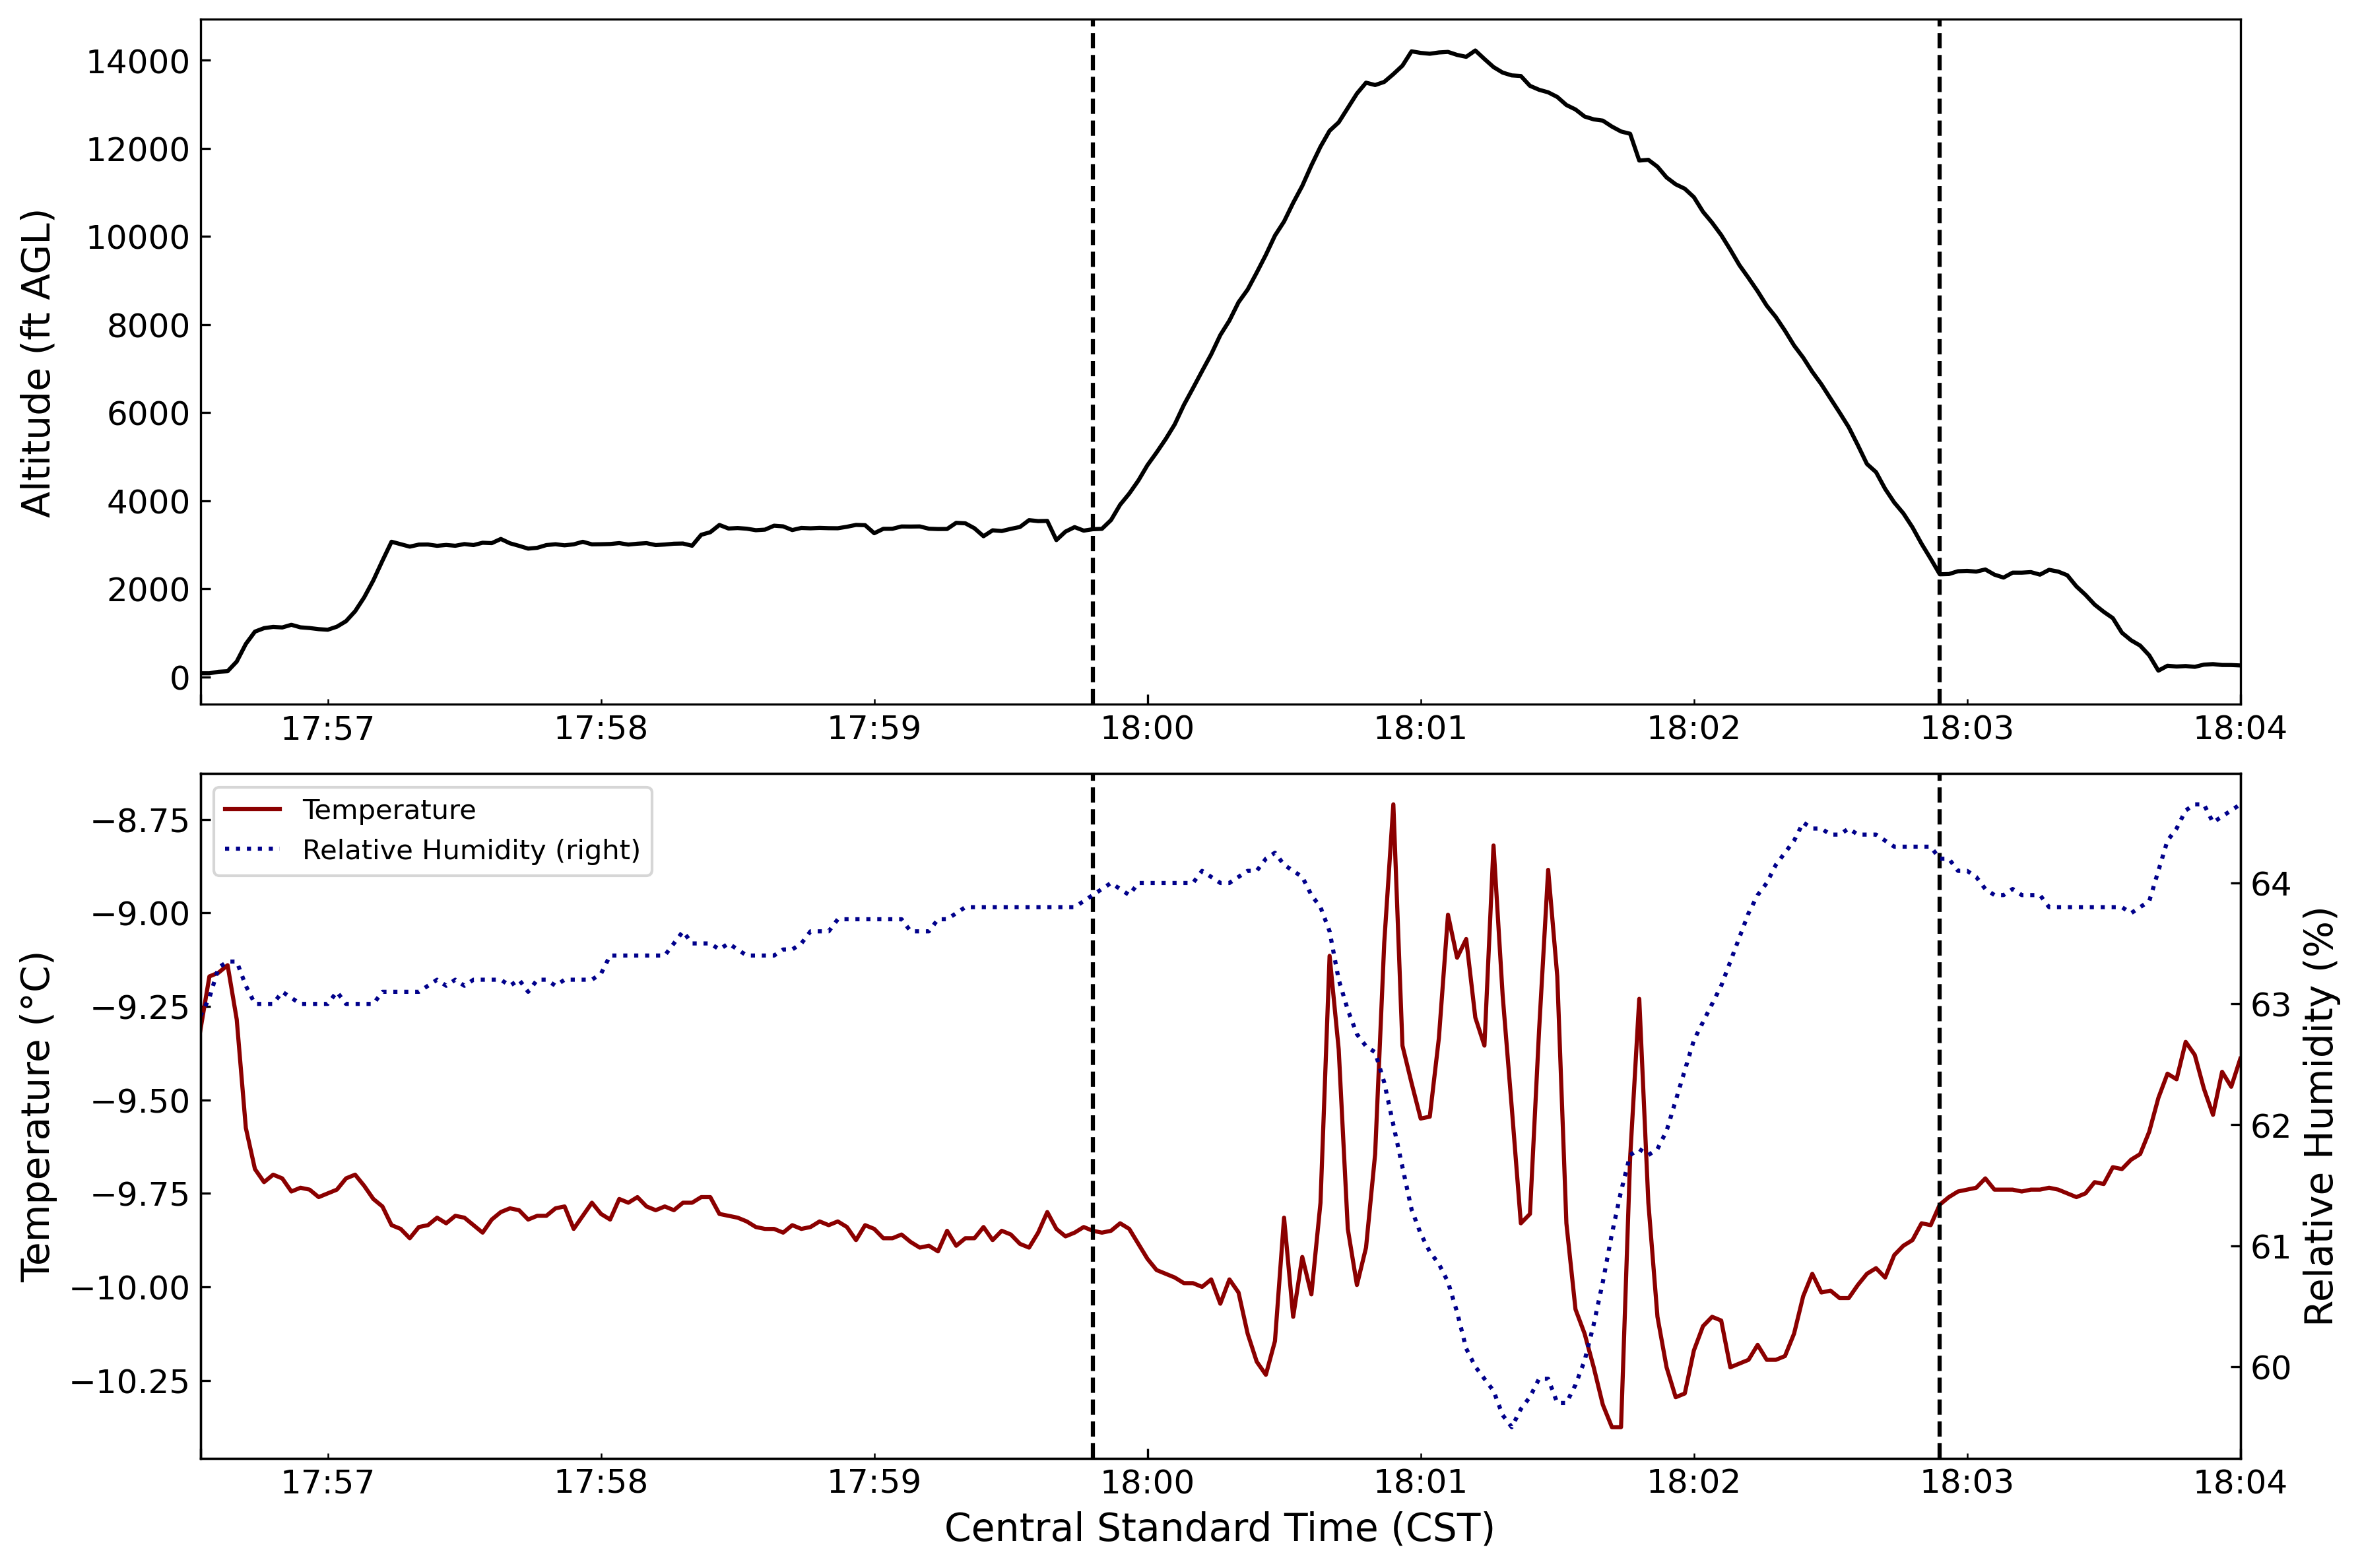 Altitude (ft AGL)
14000
12000
10000
8000
6000
4000
2000
0
17:57 17:58 17:59 18:00 18:01 18:02 18:03 18:04
Temperature
Relative Humidity (right)
Temperature (°C)
−8.75
−9.00
−9.25
−9.50
−9.75
−10.00
−10.25
64
63
62
61
60
Relative Humidity (%)
17:57 17:58 17:59 18:00 18:01 18:02 18:03 18:04
Central Standard Time (CST)